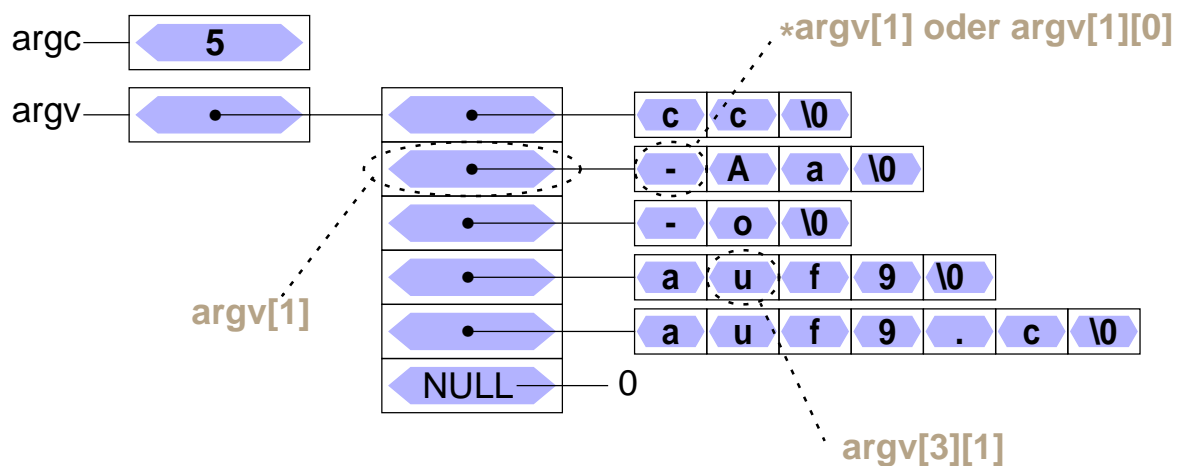 argc 5
*argv[1] oder argv[1][0]
argv
c c \0
- A a \0
- o \0
a u f 9 \0
argv[1]
a u f 9 . c \0
NULL 0
argv[3][1]